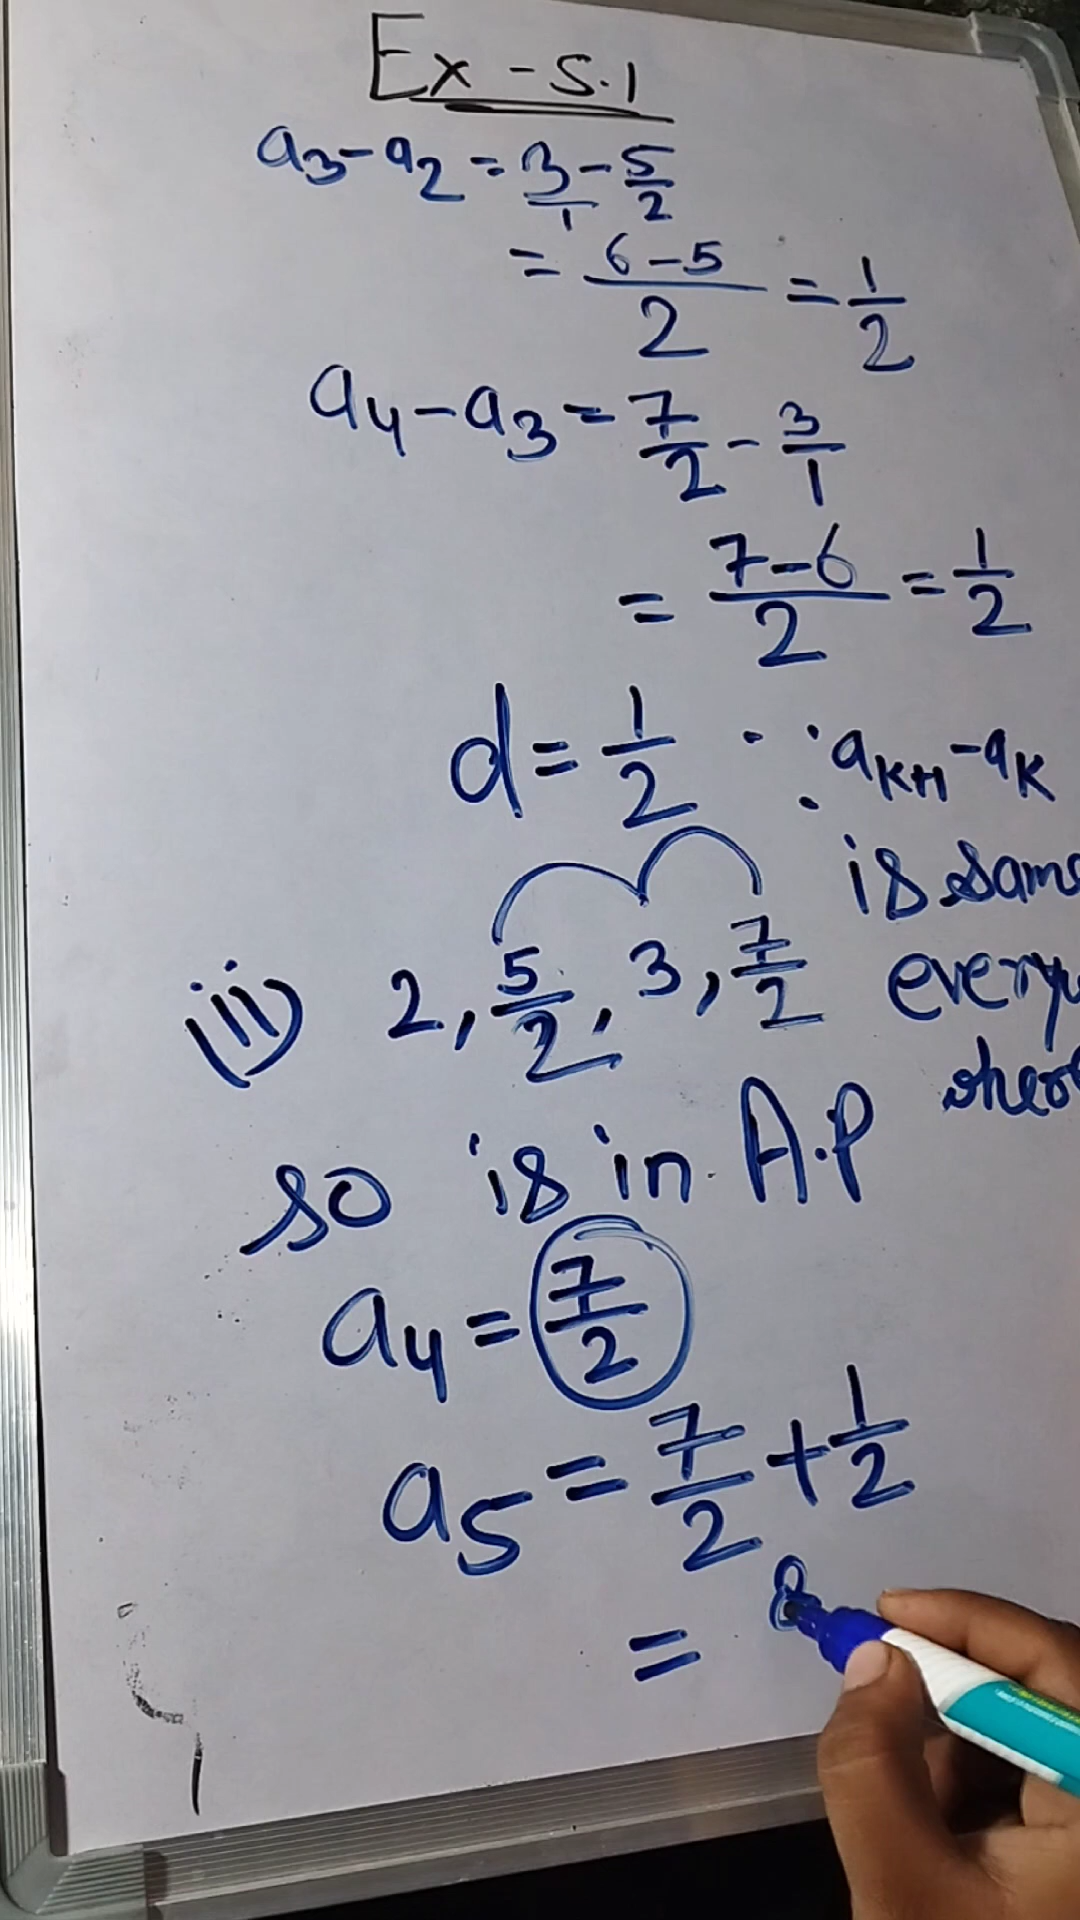 Ex - 5.1
a3 - a2 = 3/1 - 5/2
= 6-5/2 = 1/2
a4 - a3 = 7/2 - 3/1
= 7-6/2 = 1/2
d = 1/2 ∵ aK+1 - aK
is same
(ii) 2, 5/2, 3, 7/2 everyw
here
so is in A.P
a4 = 7/2
a5 = 7/2 + 1/2
= 8